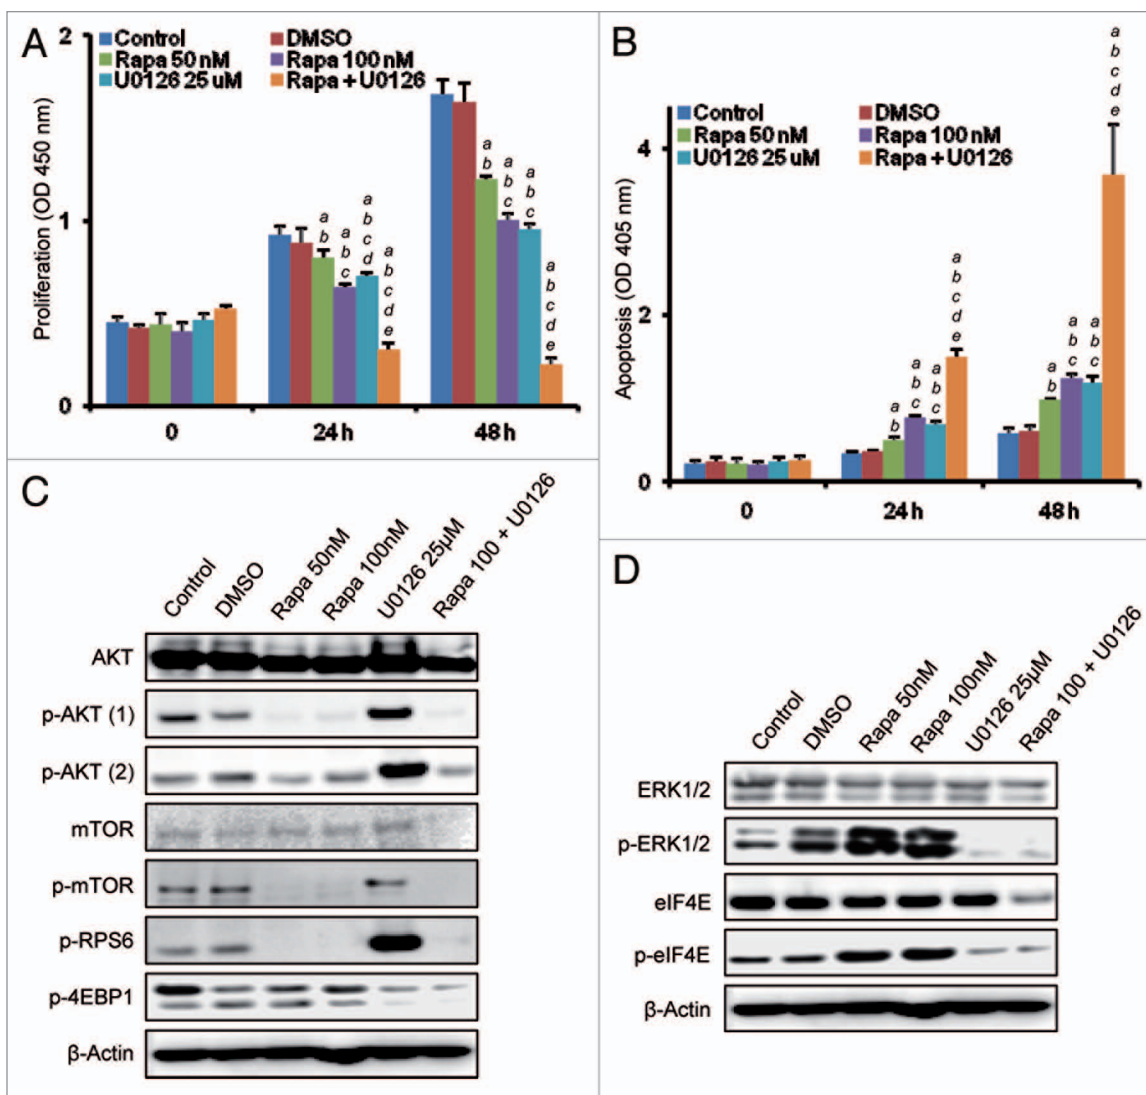 A
Proliferation (OD 450 nm)
2
1
0
Control
DMSO
Rapa 50 nM
Rapa 100 nM
U0126 25 uM
Rapa + U0126
a
b
a
b
c
a
b
c
d
a
b
c
d
e
a
b
a
b
c
a
b
c
a
b
c
d
e
0
24 h
48 h
B
Apoptosis (OD 405 nm)
4
2
0
Control
DMSO
Rapa 50 nM
Rapa 100 nM
U0126 25 uM
Rapa + U0126
a
b
a
b
c
a
b
c
a
b
c
d
e
a
b
a
b
c
a
b
c
a
b
c
d
e
0
24 h
48 h
C
Control
DMSO
Rapa 50nM
Rapa 100nM
U0126 25µM
Rapa 100 + U0126
AKT
p-AKT (1)
p-AKT (2)
mTOR
p-mTOR
p-RPS6
p-4EBP1
β-Actin
D
Control
DMSO
Rapa 50nM
Rapa 100nM
U0126 25µM
Rapa 100 + U0126
ERK1/2
p-ERK1/2
eIF4E
p-eIF4E
β-Actin